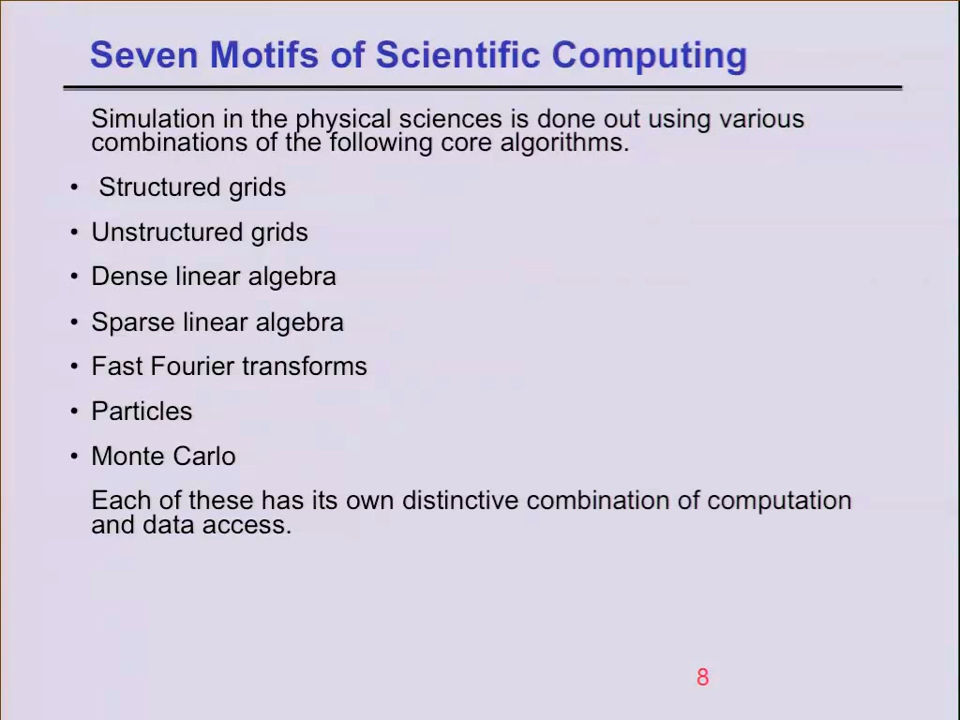 Seven Motifs of Scientific Computing
Simulation in the physical sciences is done out using various
combinations of the following core algorithms.
• Structured grids
• Unstructured grids
• Dense linear algebra
• Sparse linear algebra
• Fast Fourier transforms
• Particles
• Monte Carlo
Each of these has its own distinctive combination of computation
and data access.
8